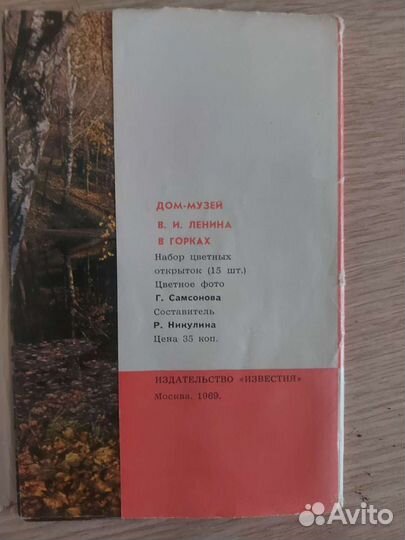 ДОМ-МУЗЕЙ
В. И. ЛЕНИНА
В ГОРКАХ
Набор цветных
открыток (15 шт.)
Цветное фото
Г. Самсонова
Составитель
Р. Никулина
Цена 35 коп.
ИЗДАТЕЛЬСТВО «ИЗВЕСТИЯ»
Москва. 1969.
Avito